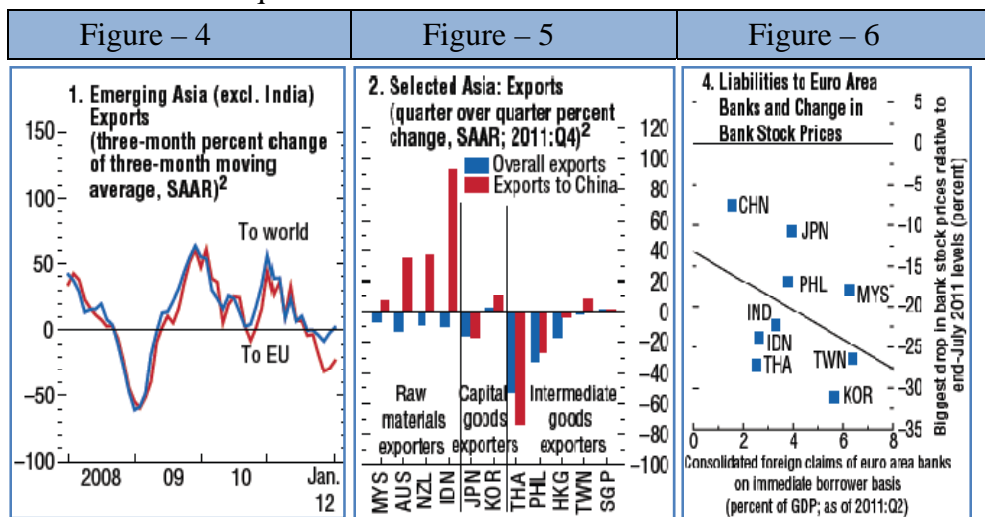 Figure – 4
Figure – 5
Figure – 6
1. Emerging Asia (excl. India)
Exports
(three-month percent change
of three-month moving
average, SAAR)2
150
100
50
0
−50
−100
To world
To EU
2008
09
10
Jan.
12
2. Selected Asia: Exports
(quarter over quarter percent
change, SAAR; 2011:Q4)2
Overall exports
Exports to China
120
100
80
60
40
20
0
−20
−40
−60
−80
−100
Raw
materials
exporters
Capital
goods
exporters
Intermediate
goods
exporters
MYS
AUS
NZL
IDN
JPN
KOR
THA
PHL
HKG
TWN
SGP
4. Liabilities to Euro Area
Banks and Change in
Bank Stock Prices
5
0
−5
−10
−15
−20
−25
−30
−35
CHN
JPN
PHL
MYS
IND
IDN
THA
TWN
KOR
0
2
4
6
8
Biggest drop in bank stock prices relative to
end-July 2011 levels (percent)
Consolidated foreign claims of euro area banks
on immediate borrower basis
(percent of GDP; as of 2011:Q2)